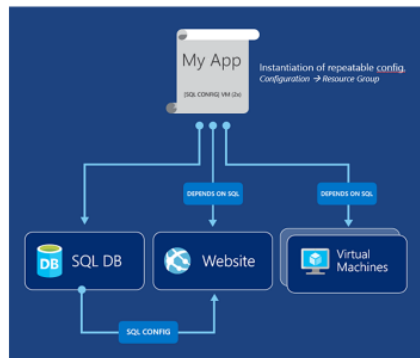 My App
[SQL CONFIG] VM (2x)
Instantiation of repeatable config.
Configuration → Resource Group
DEPENDS ON SQL
DEPENDS ON SQL
DB
SQL DB
Website
Virtual
Machines
SQL CONFIG